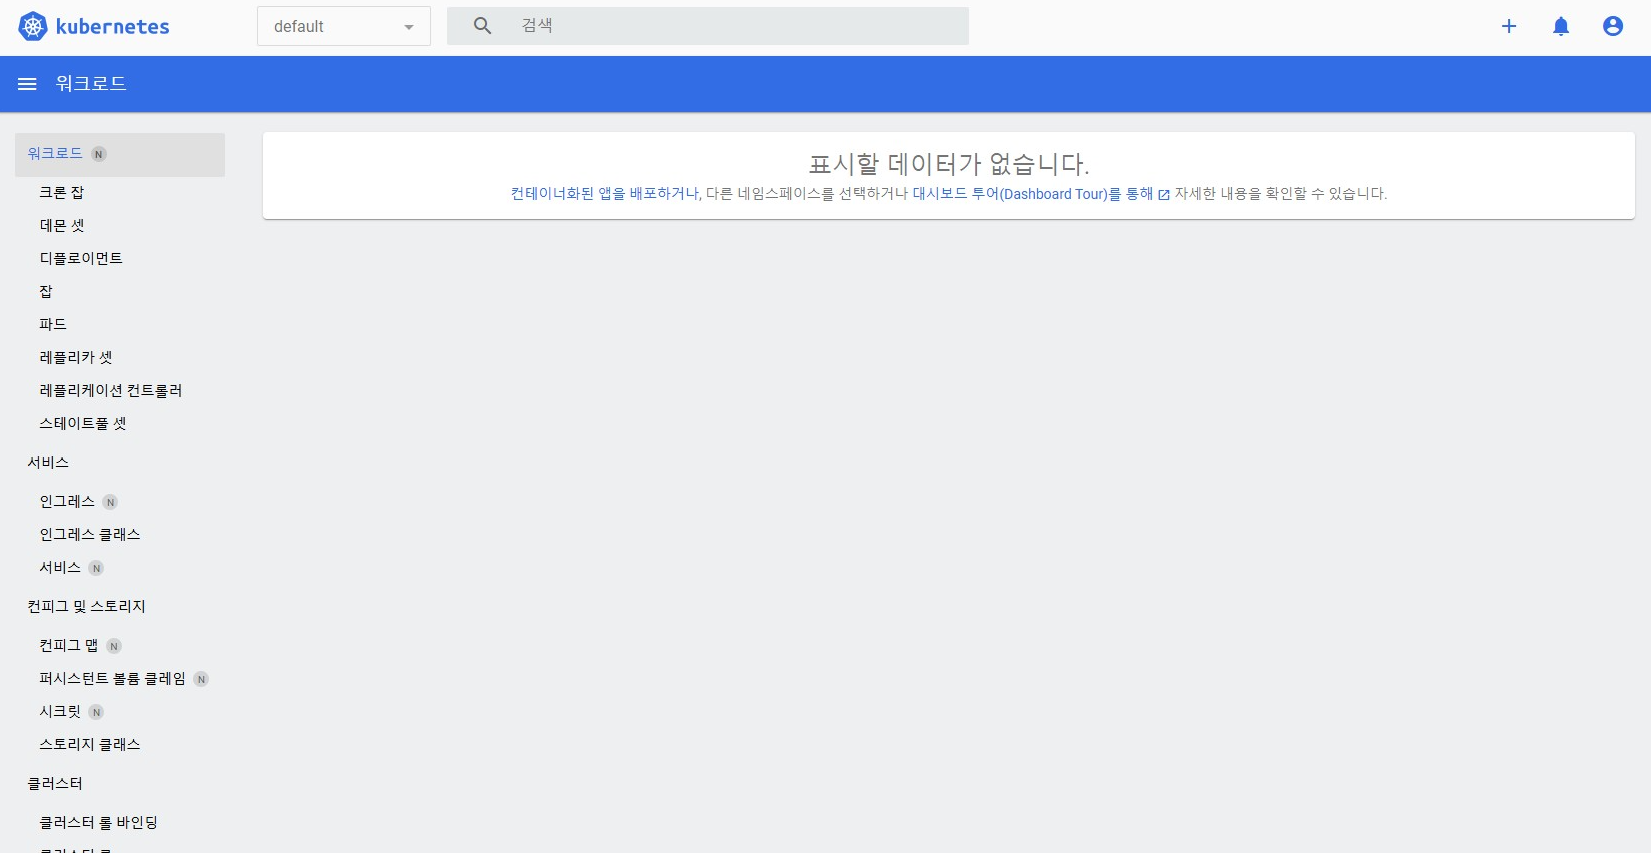 kubernetes
default
검색
워크로드
워크로드 N
크론 잡
데몬 셋
디플로이먼트
잡
파드
레플리카 셋
레플리케이션 컨트롤러
스테이트풀 셋
서비스
인그레스 N
인그레스 클래스
서비스 N
컨피그 및 스토리지
컨피그 맵 N
퍼시스턴트 볼륨 클레임 N
시크릿 N
스토리지 클래스
클러스터
클러스터 롤 바인딩
표시할 데이터가 없습니다.
컨테이너화된 앱을 배포하거나, 다른 네임스페이스를 선택하거나 대시보드 투어(Dashboard Tour)를 통해 자세한 내용을 확인할 수 있습니다.